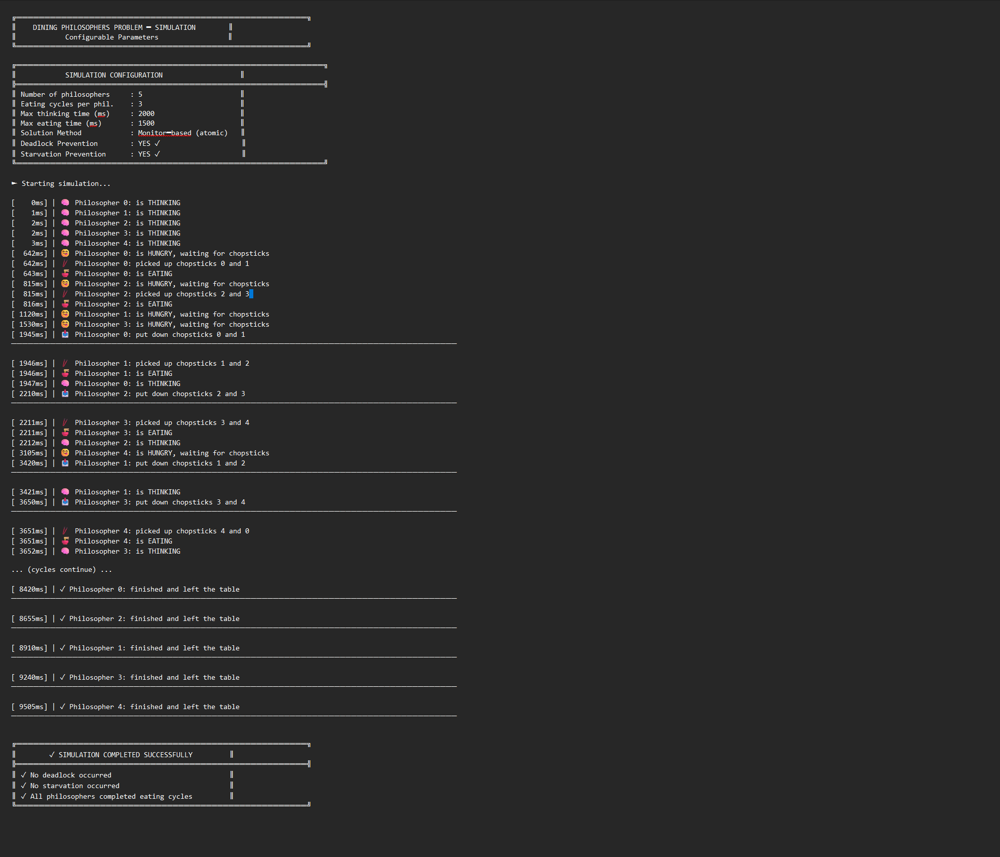 DINING PHILOSOPHERS PROBLEM ━ SIMULATION
Configurable Parameters
SIMULATION CONFIGURATION
Number of philosophers : 5
Eating cycles per phil. : 3
Max thinking time (ms) : 2000
Max eating time (ms) : 1500
Solution Method : Monitor━based (atomic)
Deadlock Prevention : YES ✓
Starvation Prevention : YES ✓
► Starting simulation...
[ 0ms] | 🧠 Philosopher 0: is THINKING
[ 1ms] | 🧠 Philosopher 1: is THINKING
[ 2ms] | 🧠 Philosopher 2: is THINKING
[ 2ms] | 🧠 Philosopher 3: is THINKING
[ 3ms] | 🧠 Philosopher 4: is THINKING
[ 642ms] | 😋 Philosopher 0: is HUNGRY, waiting for chopsticks
[ 642ms] | 🥢 Philosopher 0: picked up chopsticks 0 and 1
[ 643ms] | 🍜 Philosopher 0: is EATING
[ 815ms] | 😋 Philosopher 2: is HUNGRY, waiting for chopsticks
[ 815ms] | 🥢 Philosopher 2: picked up chopsticks 2 and 3
[ 816ms] | 🍜 Philosopher 2: is EATING
[ 1120ms] | 😋 Philosopher 1: is HUNGRY, waiting for chopsticks
[ 1530ms] | 😋 Philosopher 3: is HUNGRY, waiting for chopsticks
[ 1945ms] | 📥 Philosopher 0: put down chopsticks 0 and 1
[ 1946ms] | 🥢 Philosopher 1: picked up chopsticks 1 and 2
[ 1946ms] | 🍜 Philosopher 1: is EATING
[ 1947ms] | 🧠 Philosopher 0: is THINKING
[ 2210ms] | 📥 Philosopher 2: put down chopsticks 2 and 3
[ 2211ms] | 🥢 Philosopher 3: picked up chopsticks 3 and 4
[ 2211ms] | 🍜 Philosopher 3: is EATING
[ 2212ms] | 🧠 Philosopher 2: is THINKING
[ 3105ms] | 😋 Philosopher 4: is HUNGRY, waiting for chopsticks
[ 3420ms] | 📥 Philosopher 1: put down chopsticks 1 and 2
[ 3421ms] | 🧠 Philosopher 1: is THINKING
[ 3650ms] | 📥 Philosopher 3: put down chopsticks 3 and 4
[ 3651ms] | 🥢 Philosopher 4: picked up chopsticks 4 and 0
[ 3651ms] | 🍜 Philosopher 4: is EATING
[ 3652ms] | 🧠 Philosopher 3: is THINKING
... (cycles continue) ...
[ 8420ms] | ✓ Philosopher 0: finished and left the table
[ 8655ms] | ✓ Philosopher 2: finished and left the table
[ 8910ms] | ✓ Philosopher 1: finished and left the table
[ 9240ms] | ✓ Philosopher 3: finished and left the table
[ 9505ms] | ✓ Philosopher 4: finished and left the table
✓ SIMULATION COMPLETED SUCCESSFULLY
✓ No deadlock occurred
✓ No starvation occurred
✓ All philosophers completed eating cycles